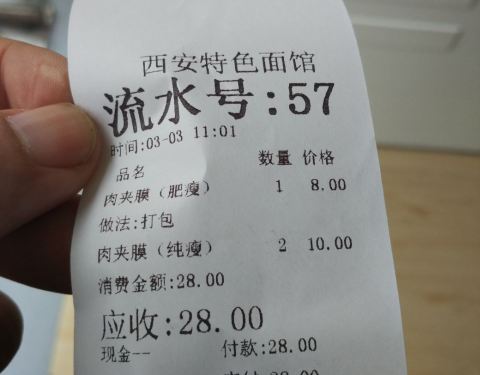 西安特色面馆
流水号:57
时间:03-03 11:01
品名 数量 价格
肉夹膜（肥瘦） 1 8.00
做法:打包
肉夹膜（纯瘦） 2 10.00
消费金额:28.00
应收:28.00
现金-- 付款:28.00